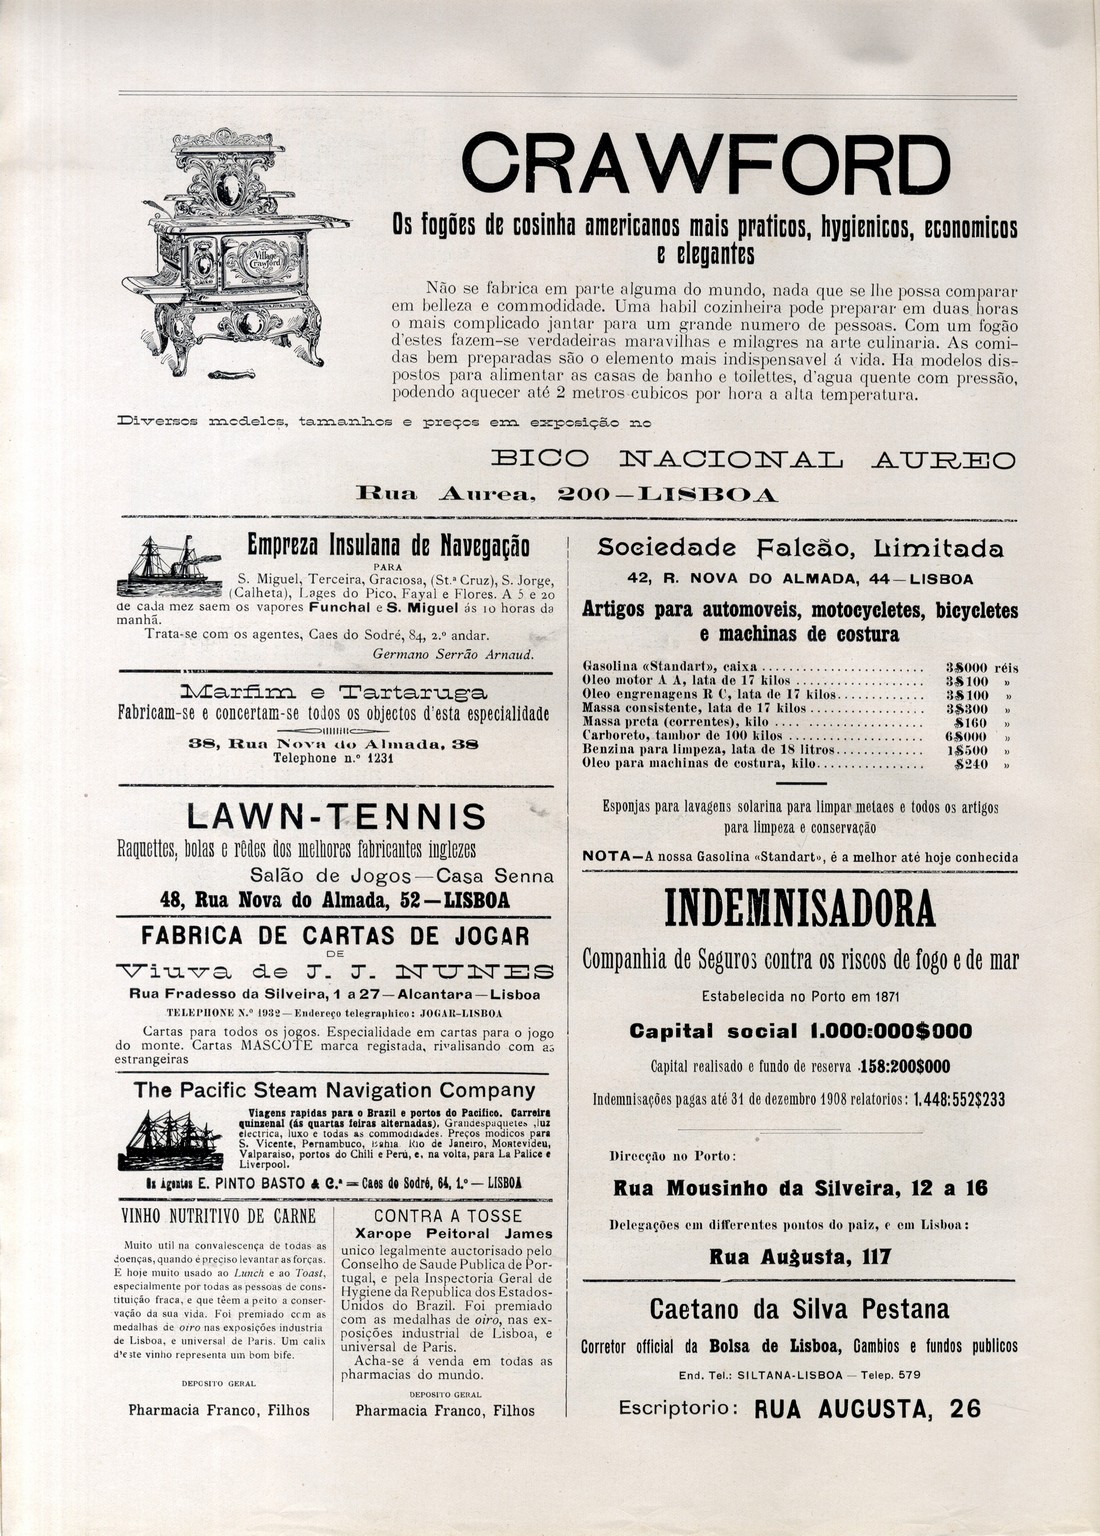 CRAWFORD
Os fogões de cosinha americanos mais praticos, hygienicos, economicos
e elegantes
Village
Crawford
Não se fabrica em parte alguma do mundo, nada que se lhe possa comparar
em belleza e commodidade. Uma habil cozinheira pode preparar em duas horas
o mais complicado jantar para um grande numero de pessoas. Com um fogão
d'estes fazem-se verdadeiras maravilhas e milagres na arte culinaria. As comi-
das bem preparadas são o elemento mais indispensavel á vida. Ha modelos dis-
postos para alimentar as casas de banho e toilettes, d'agua quente com pressão,
podendo aquecer até 2 metros cubicos por hora a alta temperatura.
Diversos modelos, tamanhos e preços em exposição no
BICO NACIONAL AUREO
Rua Aurea, 200—LISBOA
Empreza Insulana de Navegação
PARA
S. Miguel, Terceira, Graciosa, (St.ª Cruz), S. Jorge,
(Calheta), Lages do Pico, Fayal e Flores. A 5 e 20
de cada mez saem os vapores Funchal e S. Miguel ás 10 horas da
manhã.
Trata-se com os agentes, Caes do Sodré, 84, 2.º andar.
Germano Serrão Arnaud.
Marfim e Tartaruga
Fabricam-se e concertam-se todos os objectos d'esta especialidade
38, Rua Nova do Almada, 38
Telephone n.º 1231
LAWN-TENNIS
Raquettes, bolas e rêdes dos melhores fabricantes inglezes
Salão de Jogos—Casa Senna
48, Rua Nova do Almada, 52—LISBOA
FABRICA DE CARTAS DE JOGAR
DE
Viuva de J. J. NUNES
Rua Fradesso da Silveira, 1 a 27—Alcantara—Lisboa
TELEPHONE N.º 1932—Endereço telegraphico: JOGAR-LISBOA
Cartas para todos os jogos. Especialidade em cartas para o jogo
do monte. Cartas MASCOTE marca registada, rivalisando com as
estrangeiras
The Pacific Steam Navigation Company
Viagens rapidas para o Brazil e portos do Pacifico. Carreira
quinzenal (ás quartas feiras alternadas). Grandespaquetes ,luz
electrica, luxo e todas as commodidades. Preços modicos para
S. Vicente, Pernambuco, Bahia, Rio de Janeiro, Montevideu,
Valparaiso, portos do Chili e Perú, e, na volta, para La Palice e
Liverpool.
Os Agentes E. PINTO BASTO & C.ª = Caes do Sodré, 64, 1.º — LISBOA
VINHO NUTRITIVO DE CARNE
Muito util na convalescença de todas as
doenças, quando é preciso levantar as forças.
E hoje muito usado ao Lunch e ao Toast,
especialmente por todas as pessoas de cons-
tituição fraca, e que têem a peito a conser-
vação da sua vida. Foi premiado com as
medalhas de oiro nas exposições industria
de Lisboa, e universal de Paris. Um calix
d'este vinho representa um bom bife.
DEPOSITO GERAL
Pharmacia Franco, Filhos
CONTRA A TOSSE
Xarope Peitoral James
unico legalmente auctorisado pelo
Conselho de Saude Publica de Por-
tugal, e pela Inspectoria Geral de
Hygiene da Republica dos Estados-
Unidos do Brazil. Foi premiado
com as medalhas de oiro, nas ex-
posições industrial de Lisboa, e
universal de Paris.
Acha-se á venda em todas as
pharmacias do mundo.
DEPOSITO GERAL
Pharmacia Franco, Filhos
Sociedade Falcão, Limitada
42, R. NOVA DO ALMADA, 44—LISBOA
Artigos para automoveis, motocycletes, bicycletes
e machinas de costura
Gasolina «Standart», caixa ........................ 3$000 réis
Oleo motor A A, lata de 17 kilos .................. 3$100 »
Oleo engrenagens R C, lata de 17 kilos............. 3$100 »
Massa consistente, lata de 17 kilos ................ 3$300 »
Massa preta (correntes), kilo .... .................. $160 »
Carboreto, tambor de 100 kilos .................... 6$000 »
Benzina para limpeza, lata de 18 litros............. 1$500 »
Oleo para machinas de costura, kilo................ $240 »
Esponjas para lavagens solarina para limpar metaes e todos os artigos
para limpeza e conservação
NOTA—A nossa Gasolina «Standart», é a melhor até hoje conhecida
INDEMNISADORA
Companhia de Seguros contra os riscos de fogo e de mar
Estabelecida no Porto em 1871
Capital social 1.000:000$000
Capital realisado e fundo de reserva .158:200$000
Indemnisações pagas até 31 de dezembro 1908 relatorios: 1.448:552$233
Direcção no Porto:
Rua Mousinho da Silveira, 12 a 16
Delegações em differentes pontos do paiz, e em Lisboa:
Rua Augusta, 117
Caetano da Silva Pestana
Corretor official da Bolsa de Lisboa, Cambios e fundos publicos
End. Tel.: SILTANA-LISBOA — Telep. 579
Escriptorio: RUA AUGUSTA, 26